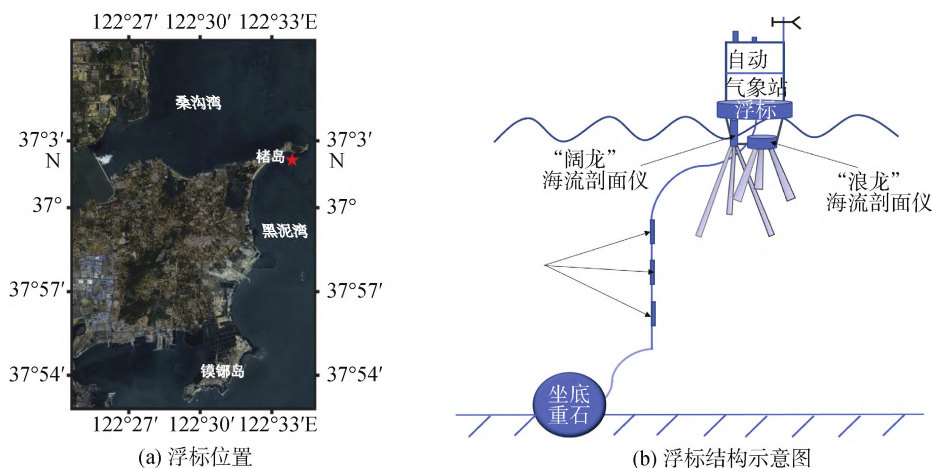 122°27′ 122°30′ 122°33′E
桑沟湾
37°3′
N
楮岛
37°3′
N
37°
37°
黑泥湾
37°57′
37°57′
镆铘岛
37°54′
37°54′
122°27′ 122°30′ 122°33′E
(a) 浮标位置
自动
气象站
浮标
“阔龙”
海流剖面仪
“浪龙”
海流剖面仪
坐底
重石
(b) 浮标结构示意图